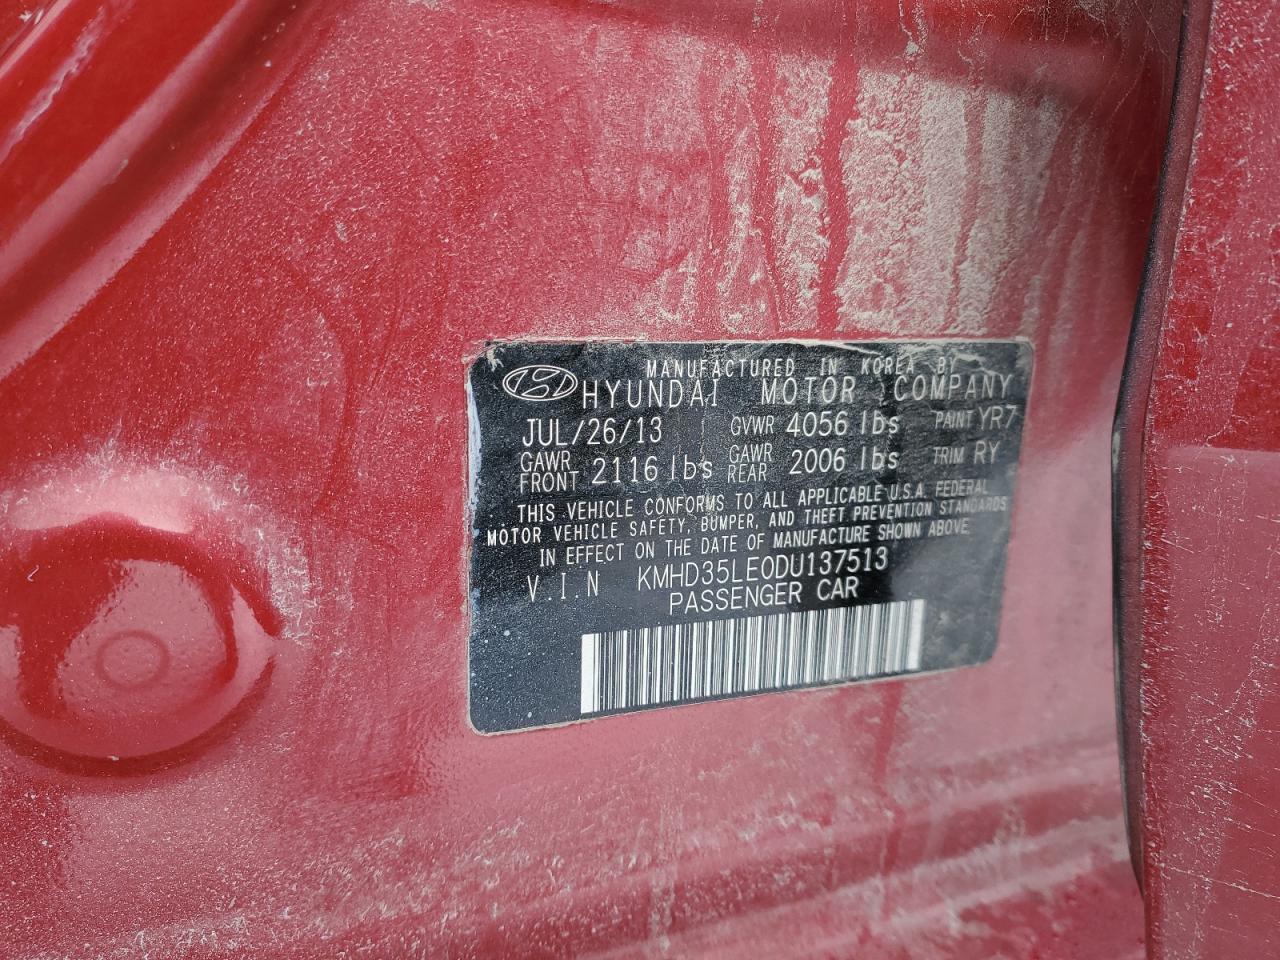 MANUFACTURED IN KOREA BY
HYUNDAI MOTOR COMPANY
JUL/26/13 GVWR 4056 lbs PAINT YR7
GAWR FRONT 2116 lbs GAWR REAR 2006 lbs TRIM RY
THIS VEHICLE CONFORMS TO ALL APPLICABLE U.S.A. FEDERAL
MOTOR VEHICLE SAFETY, BUMPER, AND THEFT PREVENTION STANDARDS
IN EFFECT ON THE DATE OF MANUFACTURE SHOWN ABOVE.
V.I.N KMHD35LE0DU137513
PASSENGER CAR